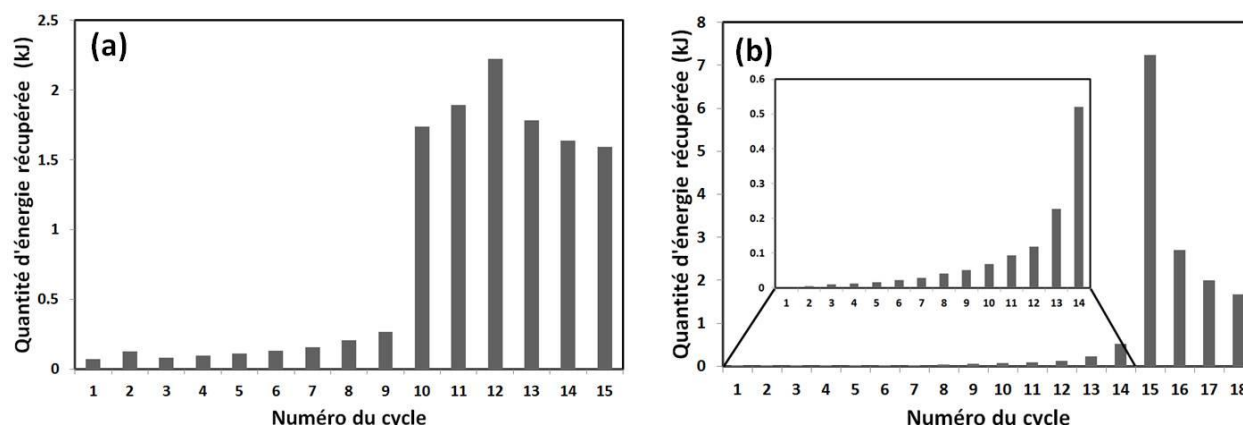 (a)
Quantité d'énergie récupérée (kJ)
2.5
2
1.5
1
0.5
0
1 2 3 4 5 6 7 8 9 10 11 12 13 14 15
Numéro du cycle
(b)
Quantité d'énergie récupérée (kJ)
8
7
6
5
4
3
2
1
0
0.6
0.5
0.4
0.3
0.2
0.1
0
1 2 3 4 5 6 7 8 9 10 11 12 13 14
1 2 3 4 5 6 7 8 9 10 11 12 13 14 15 16 17 18
Numéro du cycle